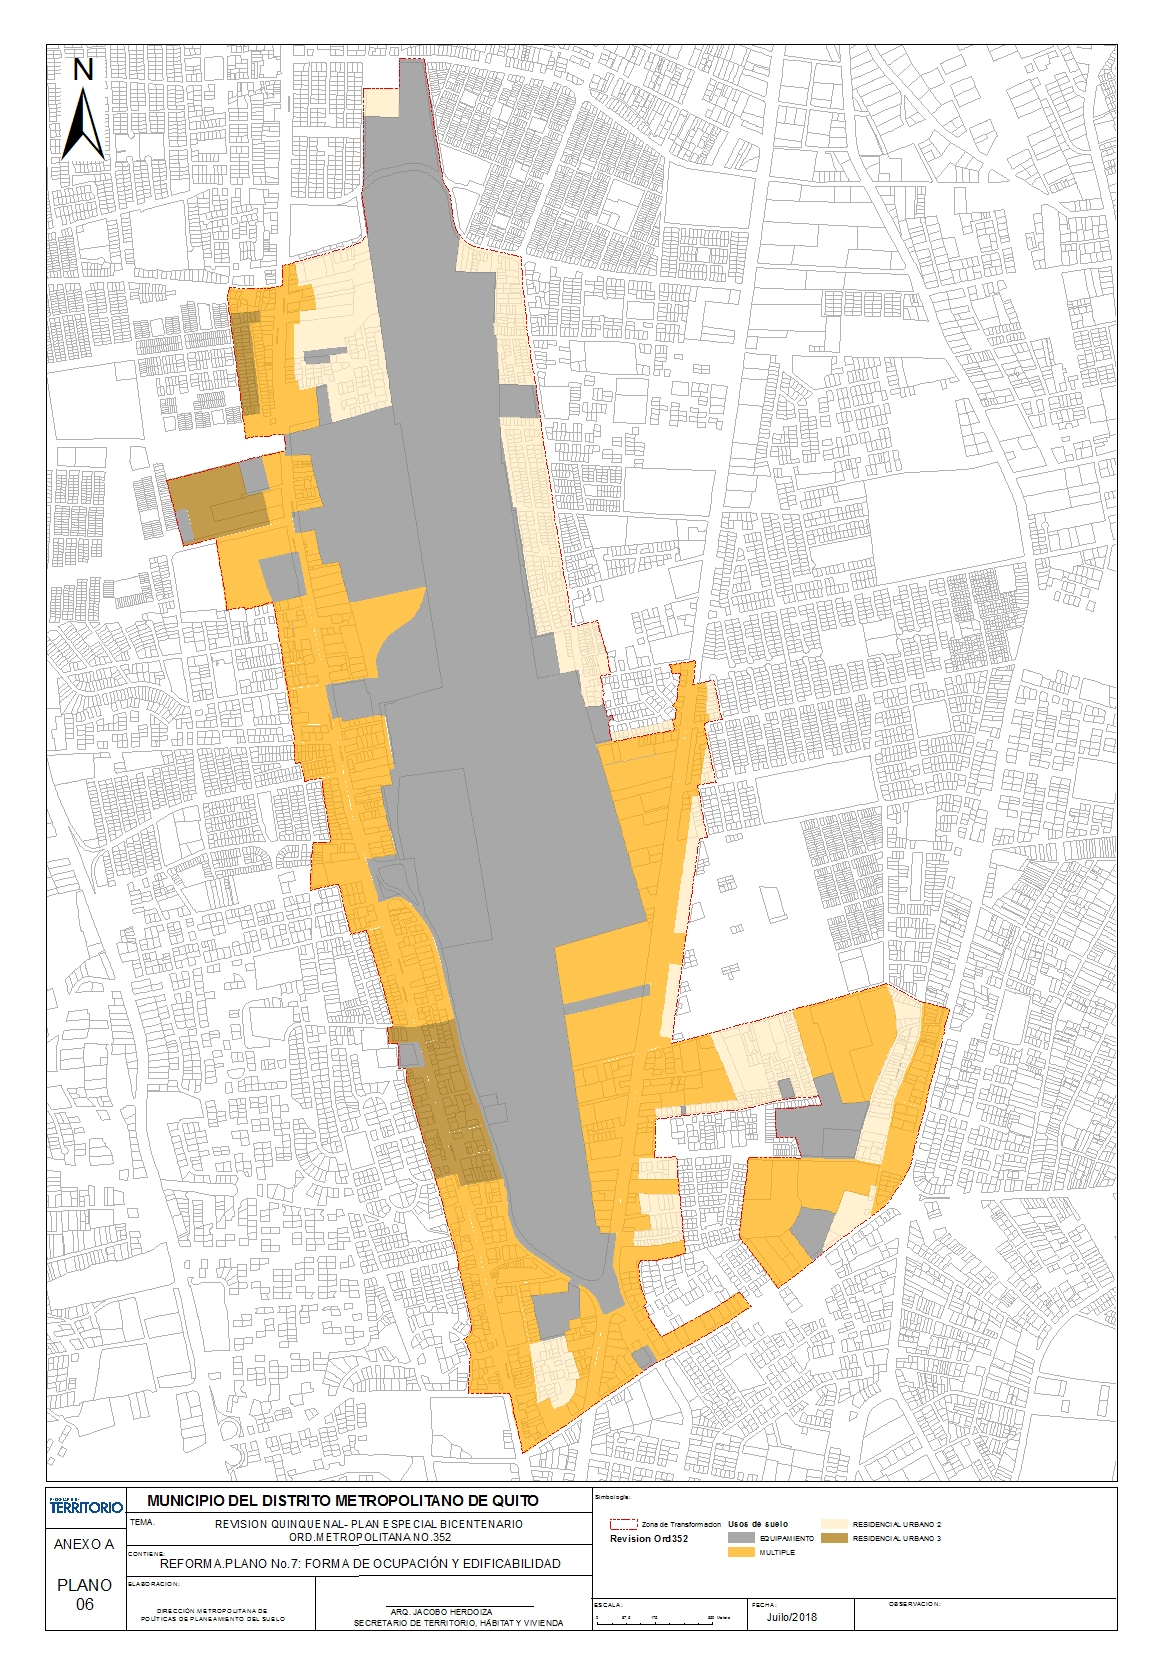 N
TERRITORIO
ANEXO A
PLANO
06
MUNICIPIO DEL DISTRITO METROPOLITANO DE QUITO
TEMA.
REVISION QUINQUENAL- PLAN ESPECIAL BICENTENARIO
ORD.METROPOLITANA NO.352
CONTIENE:
REFORMA.PLANO No.7: FORMA DE OCUPACIÓN Y EDIFICABILIDAD
ELABORACION:
DIRECCIÓN METROPOLITANA DE
POLÍTICAS DE PLANEAMIENTO DEL SUELO
ARQ. JACOBO HERDOIZA
SECRETARIO DE TERRITORIO, HÁBITAT Y VIVIENDA
Simbología:
Zona de Transformacion
Revision Ord352
Usos de suelo
EQUIPAMIENTO
MULTIPLE
RESIDENCIAL URBANO 2
RESIDENCIAL URBANO 3
ESCALA:
FECHA:
Juilo/2018
OBSERVACION: